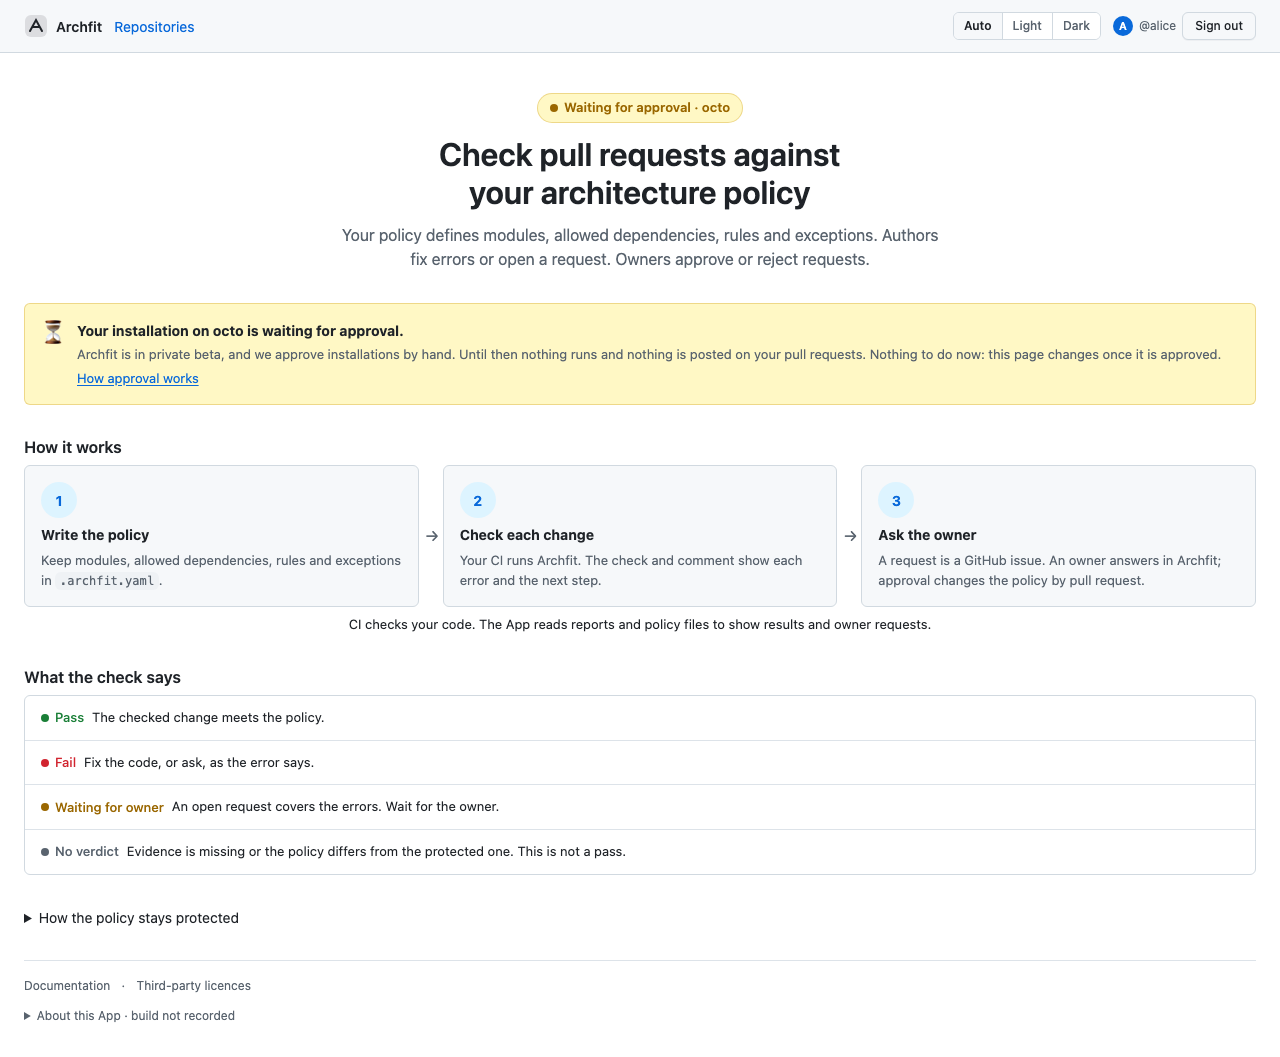 Archfit Repositories Auto Light Dark A @alice Sign out
Waiting for approval · octo
Check pull requests against
your architecture policy
Your policy defines modules, allowed dependencies, rules and exceptions. Authors
fix errors or open a request. Owners approve or reject requests.
Your installation on octo is waiting for approval.
Archfit is in private beta, and we approve installations by hand. Until then nothing runs and nothing is posted on your pull requests. Nothing to do now: this page changes once it is approved.
How approval works
How it works
1
Write the policy
Keep modules, allowed dependencies, rules and exceptions
in .archfit.yaml.
→
2
Check each change
Your CI runs Archfit. The check and comment show each
error and the next step.
→
3
Ask the owner
A request is a GitHub issue. An owner answers in Archfit;
approval changes the policy by pull request.
CI checks your code. The App reads reports and policy files to show results and owner requests.
What the check says
Pass The checked change meets the policy.
Fail Fix the code, or ask, as the error says.
Waiting for owner An open request covers the errors. Wait for the owner.
No verdict Evidence is missing or the policy differs from the protected one. This is not a pass.
How the policy stays protected
Documentation · Third-party licences
About this App · build not recorded